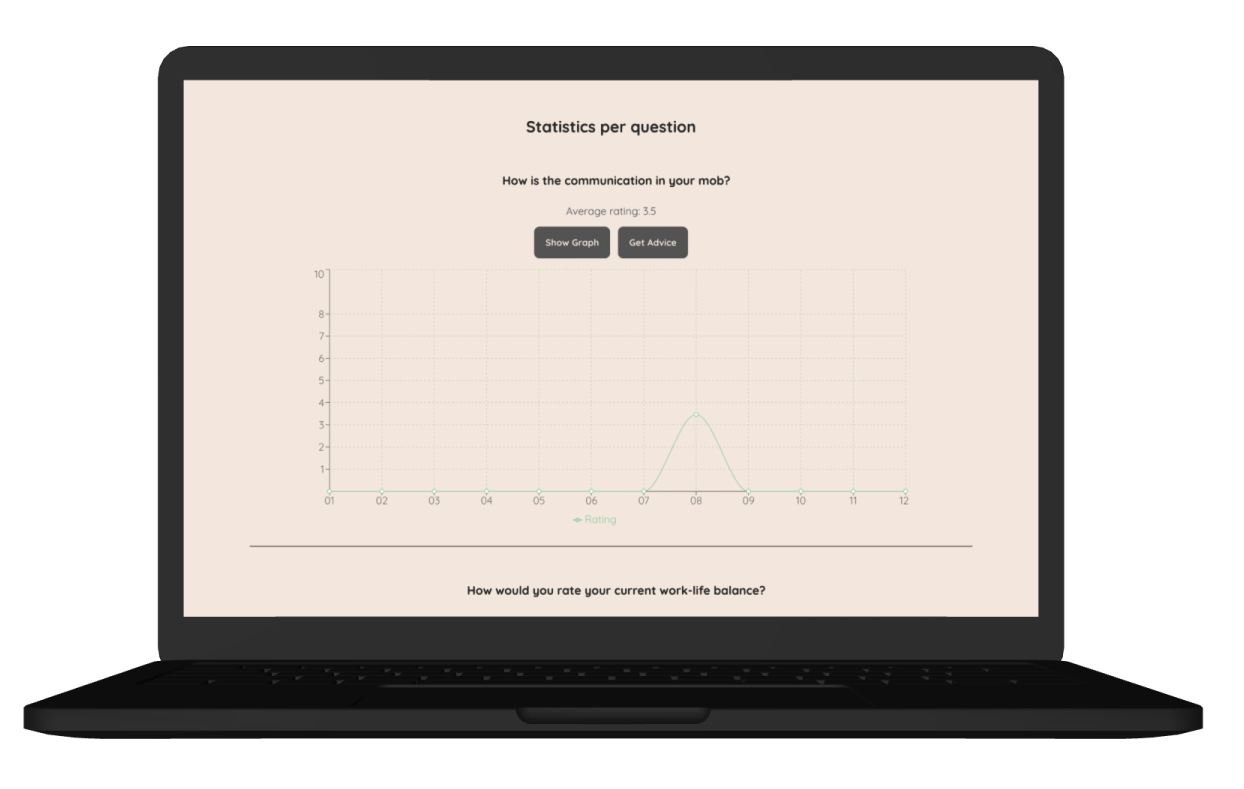 Statistics per question
How is the communication in your mob?
Average rating: 3.5
Show Graph Get Advice
10
8
7
6
5
4
3
2
1
01 02 03 04 05 06 07 08 09 10 11 12
Rating
How would you rate your current work-life balance?